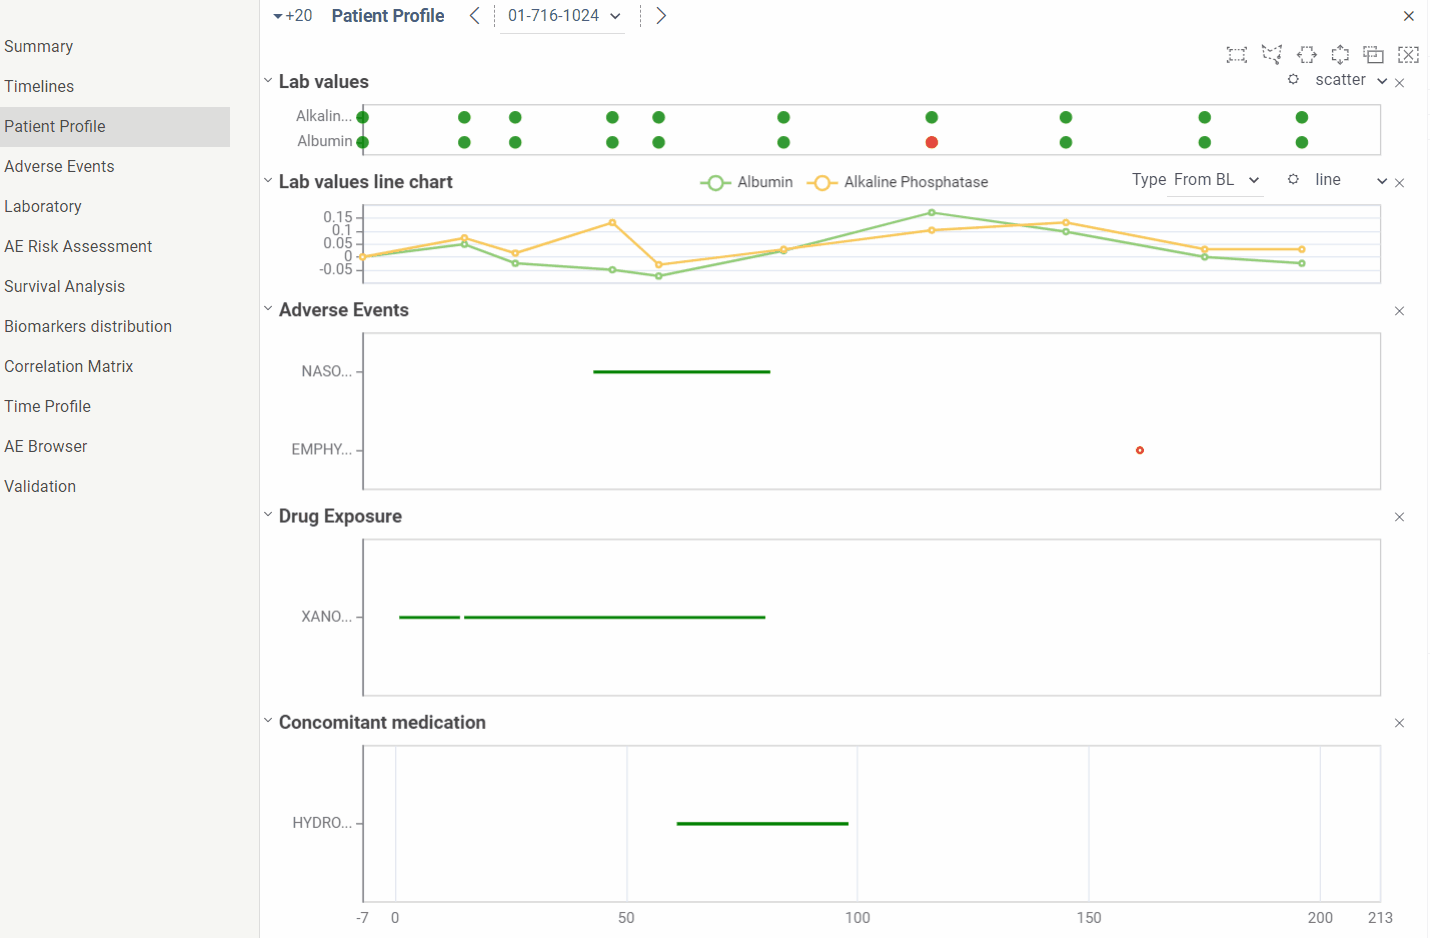 +20 Patient Profile 01-716-1024
Summary
Timelines
Patient Profile
Adverse Events
Laboratory
AE Risk Assessment
Survival Analysis
Biomarkers distribution
Correlation Matrix
Time Profile
AE Browser
Validation
Lab values scatter
Alkalin...
Albumin
Lab values line chart Albumin Alkaline Phosphatase Type From BL line
0.15
0.1
0.05
0
-0.05
Adverse Events
NASO...
EMPHY...
Drug Exposure
XANO...
Concomitant medication
HYDRO...
-7 0 50 100 150 200 213